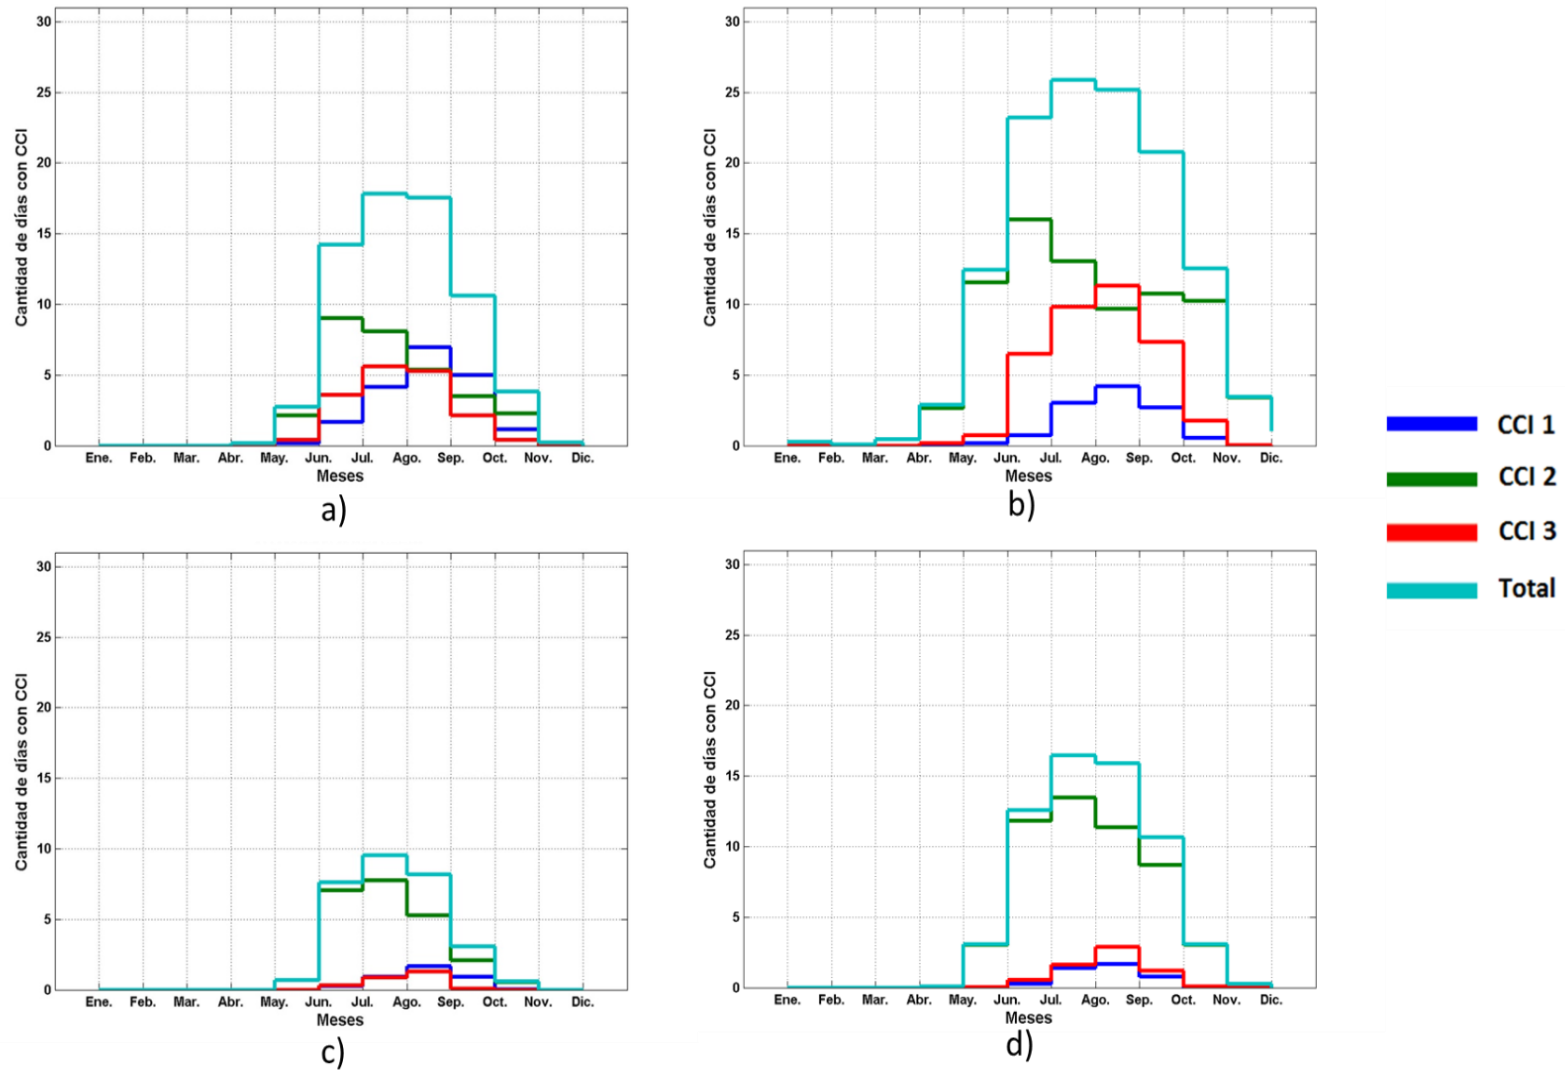 30
25
20
15
10
5
0
Cantidad de días con CCI
Ene. Feb. Mar. Abr. May. Jun. Jul. Ago. Sep. Oct. Nov. Dic.
Meses
a)
30
25
20
15
10
5
0
Cantidad de días con CCI
Ene. Feb. Mar. Abr. May. Jun. Jul. Ago. Sep. Oct. Nov. Dic.
Meses
b)
30
25
20
15
10
5
0
Cantidad de días con CCI
Ene. Feb. Mar. Abr. May. Jun. Jul. Ago. Sep. Oct. Nov. Dic.
Meses
c)
30
25
20
15
10
5
0
Cantidad de días con CCI
Ene. Feb. Mar. Abr. May. Jun. Jul. Ago. Sep. Oct. Nov. Dic.
Meses
d)
CCI 1
CCI 2
CCI 3
Total